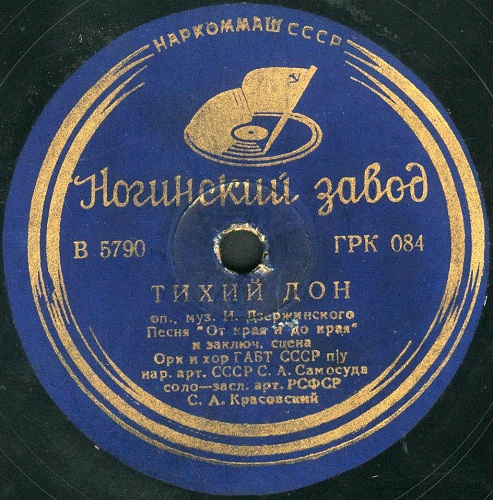 НАРКОММАШ СССР
Ногинский завод
В 5790
ГРК 084
ТИХИЙ ДОН
оп., муз. И. Дзержинского
Песня "От края и до края"
и заключ. сцена
Орк и хор ГАБТ СССР п/у
нар. арт. СССР С. А. Самосуда
соло—засл. арт. РСФСР
С. А. Красовский